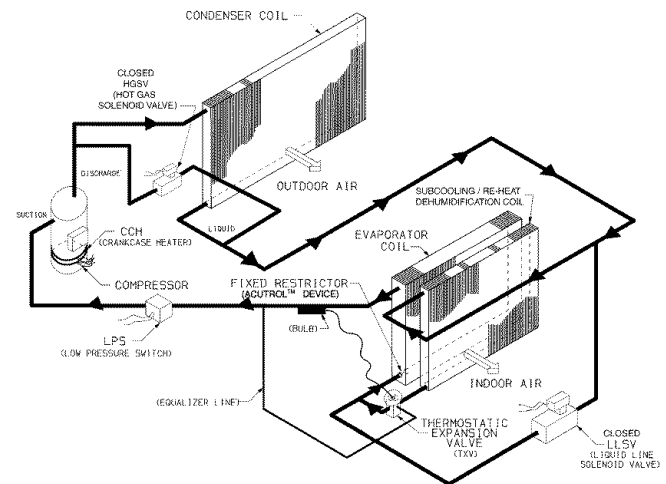 CONDENSER COIL
CLOSED
HGSV
(HOT GAS
SOLENOID VALVE)
DISCHARGE
OUTDOOR AIR
SUBCOOLING / RE-HEAT
DEHUMIDIFICATION COIL
SUCTION
LIQUID
CCH
(CRANKCASE HEATER)
EVAPORATOR
COIL
COMPRESSOR
FIXED RESTRICTOR
(ACUTROL™ DEVICE)
(BULB)
LPS
(LOW PRESSURE SWITCH)
INDOOR AIR
(EQUALIZER LINE)
THERMOSTATIC
EXPANSION
VALVE
(TXV)
CLOSED
LLSV
(LIQUID LINE
SOLENOID VALVE)